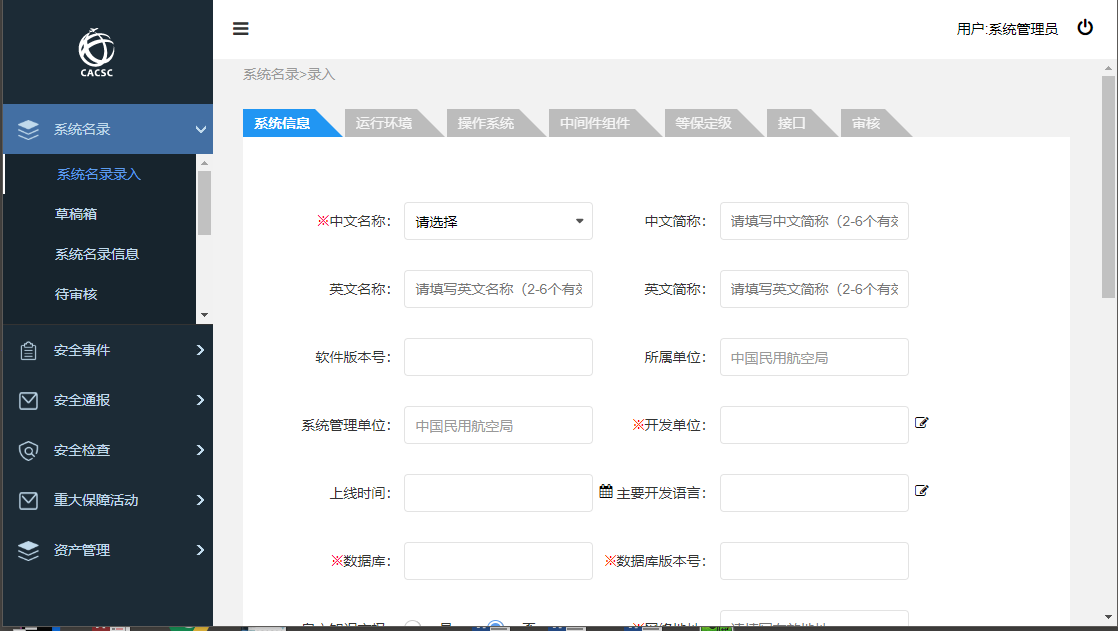 CACSC
用户:系统管理员
系统名录
系统名录录入
草稿箱
系统名录信息
待审核
安全事件
安全通报
安全检查
重大保障活动
资产管理
系统名录>录入
系统信息 运行环境 操作系统 中间件组件 等保定级 接口 审核
※中文名称: 请选择 中文简称: 请填写中文简称（2-6个有效
英文名称: 请填写英文名称（2-6个有效 英文简称: 请填写英文简称（2-6个有效
软件版本号: 所属单位: 中国民用航空局
系统管理单位: 中国民用航空局 ※开发单位:
上线时间: 主要开发语言:
※数据库: ※数据库版本号: